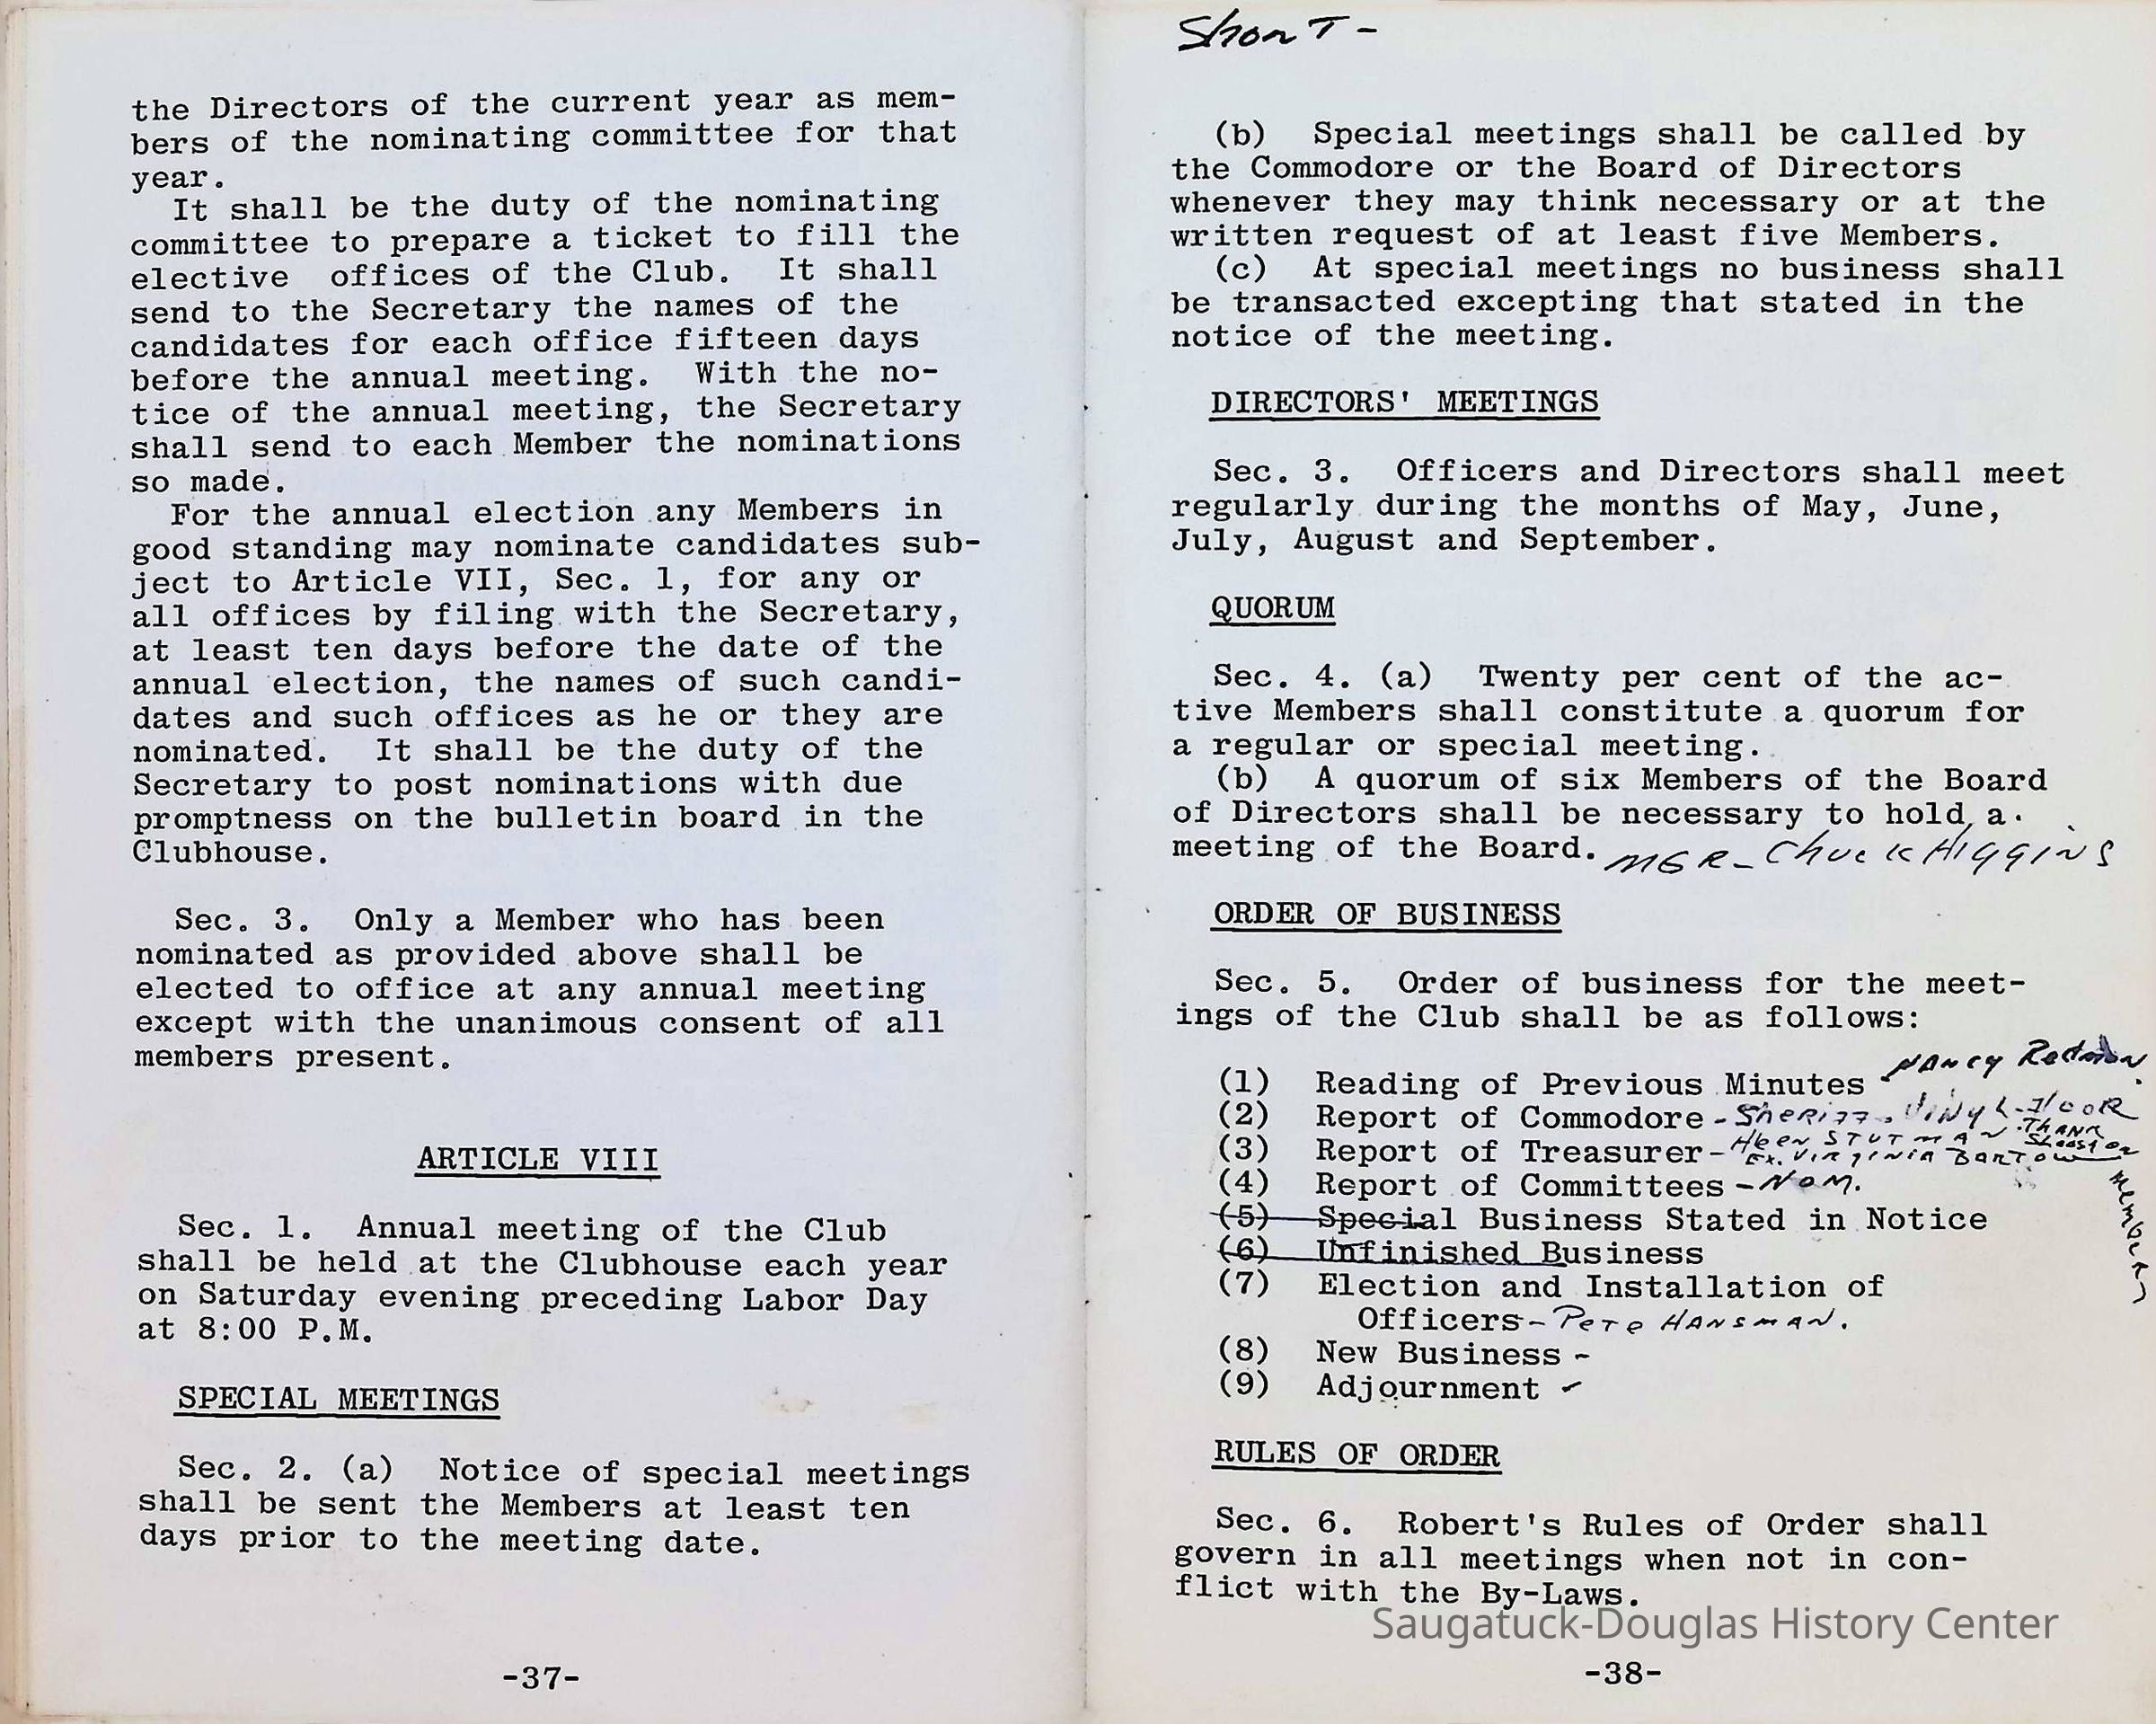 the Directors of the current year as mem-
bers of the nominating committee for that
year.
It shall be the duty of the nominating
committee to prepare a ticket to fill the
elective offices of the Club. It shall
send to the Secretary the names of the
candidates for each office fifteen days
before the annual meeting. With the no-
tice of the annual meeting, the Secretary
shall send to each Member the nominations
so made.
For the annual election any Members in
good standing may nominate candidates sub-
ject to Article VII, Sec. 1, for any or
all offices by filing with the Secretary,
at least ten days before the date of the
annual election, the names of such candi-
dates and such offices as he or they are
nominated. It shall be the duty of the
Secretary to post nominations with due
promptness on the bulletin board in the
Clubhouse.
Sec. 3. Only a Member who has been
nominated as provided above shall be
elected to office at any annual meeting
except with the unanimous consent of all
members present.
ARTICLE VIII
Sec. 1. Annual meeting of the Club
shall be held at the Clubhouse each year
on Saturday evening preceding Labor Day
at 8:00 P.M.
SPECIAL MEETINGS
Sec. 2. (a) Notice of special meetings
shall be sent the Members at least ten
days prior to the meeting date.
-37-
Short -
(b) Special meetings shall be called by
the Commodore or the Board of Directors
whenever they may think necessary or at the
written request of at least five Members.
(c) At special meetings no business shall
be transacted excepting that stated in the
notice of the meeting.
DIRECTORS' MEETINGS
Sec. 3. Officers and Directors shall meet
regularly during the months of May, June,
July, August and September.
QUORUM
Sec. 4. (a) Twenty per cent of the ac-
tive Members shall constitute a quorum for
a regular or special meeting.
(b) A quorum of six Members of the Board
of Directors shall be necessary to hold a
meeting of the Board. MGR - Chuck Higgins
ORDER OF BUSINESS
Sec. 5. Order of business for the meet-
ings of the Club shall be as follows:
(1) Reading of Previous Minutes - Nancy
(2) Report of Commodore - Sheriff. Vinyl-Floor
Thank
(3) Report of Treasurer - STUTMAN
Ex. Virginia Bartow
Members
(4) Report of Committees - Nom.
(5) Special Business Stated in Notice
(6) Unfinished Business
(7) Election and Installation of
Officers - Pete Hansman.
(8) New Business -
(9) Adjournment -
RULES OF ORDER
Sec. 6. Robert's Rules of Order shall
govern in all meetings when not in con-
flict with the By-Laws.
Saugatuck-Douglas History Center
-38-